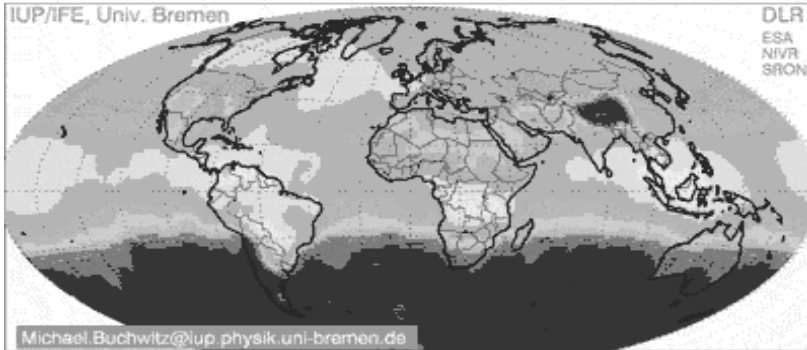 IUP/IFE, Univ. Bremen
DLR
ESA
NIVR
SRON
Michael.Buchwitz@iup.physik.uni-bremen.de